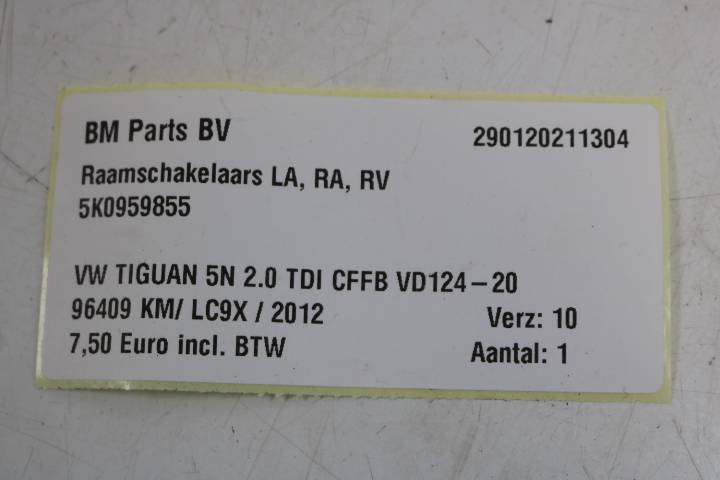 BM Parts BV 290120211304
Raamschakelaars LA, RA, RV
5K0959855
VW TIGUAN 5N 2.0 TDI CFFB VD124-20
96409 KM/ LC9X / 2012 Verz: 10
7,50 Euro incl. BTW Aantal: 1